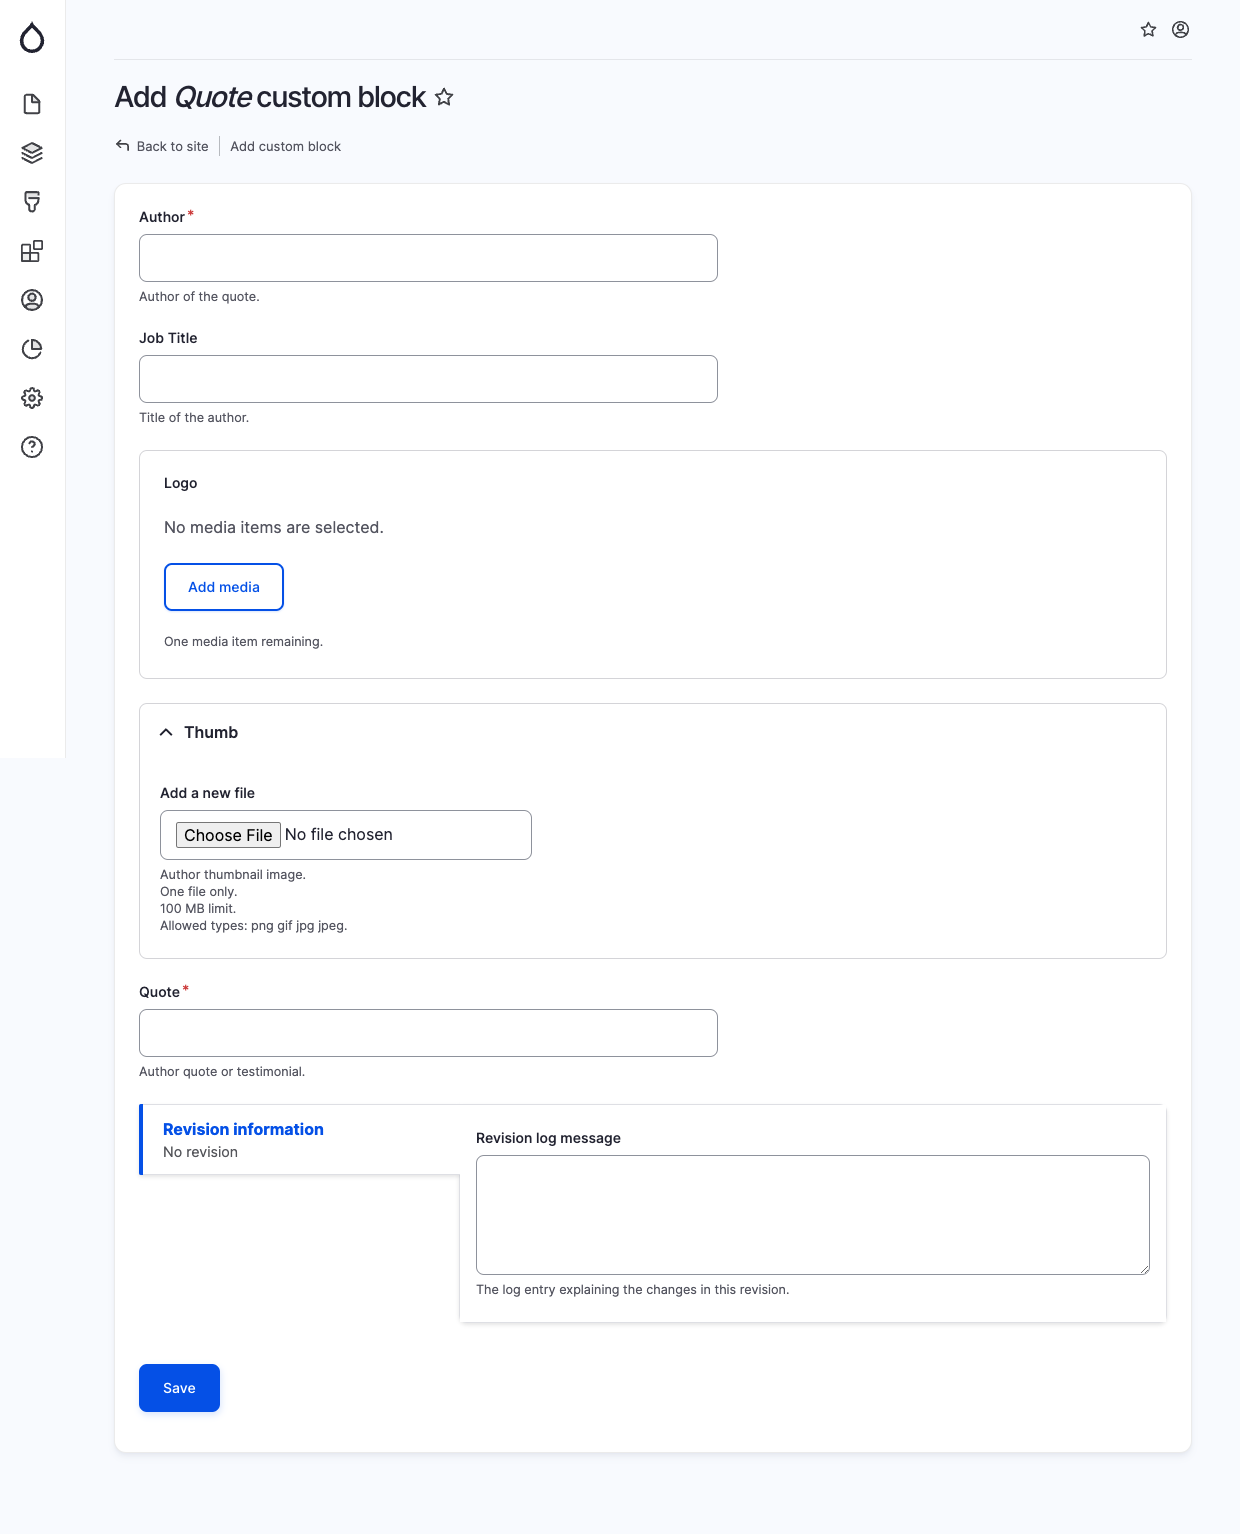 Add Quote custom block
Back to site
Add custom block
Author*
Author of the quote.
Job Title
Title of the author.
Logo
No media items are selected.
Add media
One media item remaining.
Thumb
Add a new file
Choose File No file chosen
Author thumbnail image.
One file only.
100 MB limit.
Allowed types: png gif jpg jpeg.
Quote*
Author quote or testimonial.
Revision information
No revision
Revision log message
The log entry explaining the changes in this revision.
Save